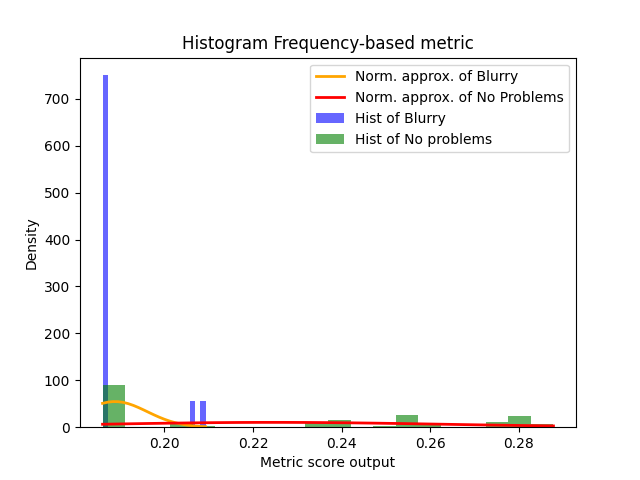 Histogram Frequency-based metric
Norm. approx. of Blurry
Norm. approx. of No Problems
Hist of Blurry
Hist of No problems
Density
700
600
500
400
300
200
100
0
0.20 0.22 0.24 0.26 0.28
Metric score output